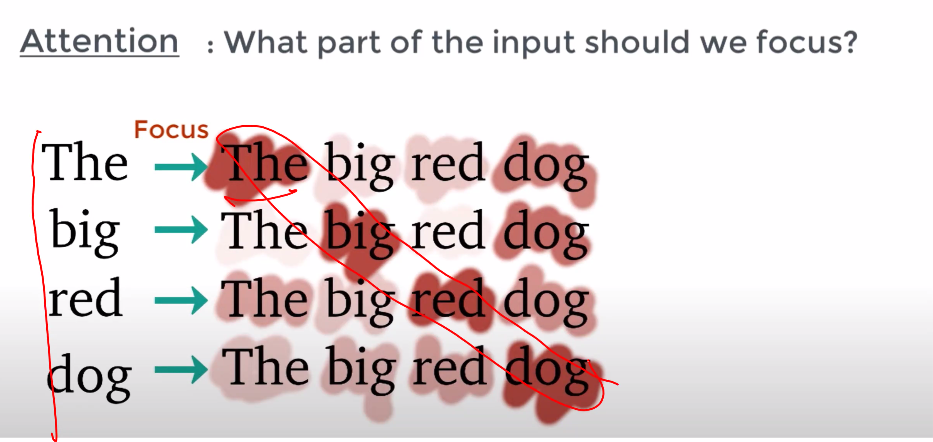 Attention : What part of the input should we focus?
Focus
The → The big red dog
big → The big red dog
red → The big red dog
dog → The big red dog